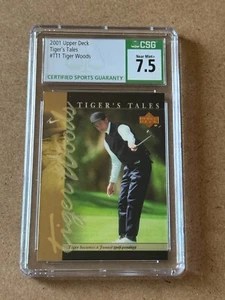 2001 Upper Deck
Tiger's Tales
#TT1 Tiger Woods
CSG
Near Mint+
7.5
CERTIFIED SPORTS GUARANTY
TIGER'S TALES
Tiger Woods